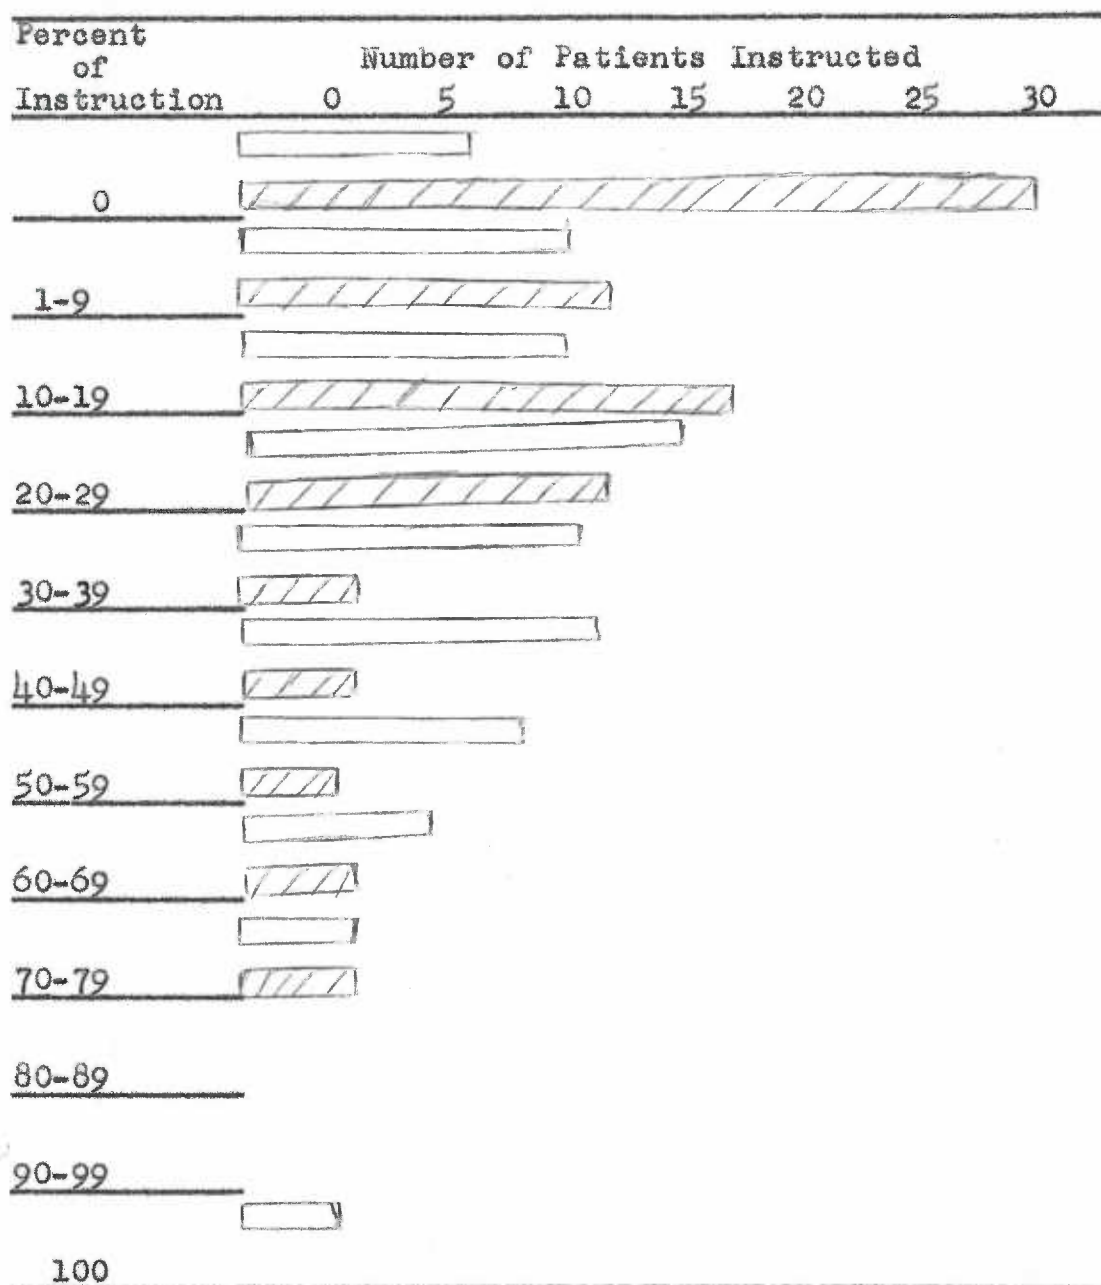 Percent
of
Instruction
Number of Patients Instructed
0 5 10 15 20 25 30
0
1-9
10-19
20-29
30-39
40-49
50-59
60-69
70-79
80-89
90-99
100